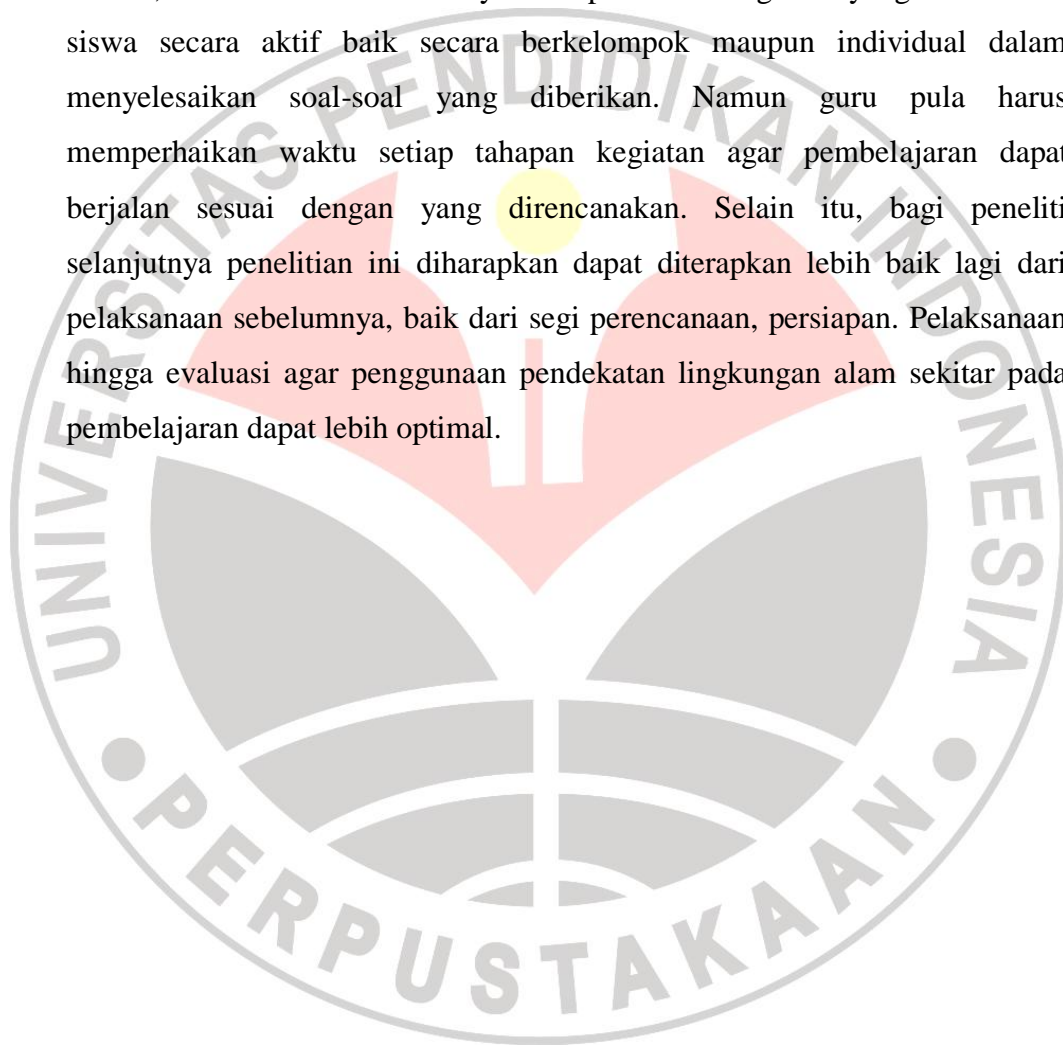 siswa secara aktif baik secara berkelompok maupun individual dalam
menyelesaikan soal-soal yang diberikan. Namun guru pula harus
memperhaikan waktu setiap tahapan kegiatan agar pembelajaran dapat
berjalan sesuai dengan yang direncanakan. Selain itu, bagi peneliti
selanjutnya penelitian ini diharapkan dapat diterapkan lebih baik lagi dari
pelaksanaan sebelumnya, baik dari segi perencanaan, persiapan. Pelaksanaan
hingga evaluasi agar penggunaan pendekatan lingkungan alam sekitar pada
pembelajaran dapat lebih optimal.
UNIVERSITAS PENDIDIKAN INDONESIA
PERPUSTAKAAN